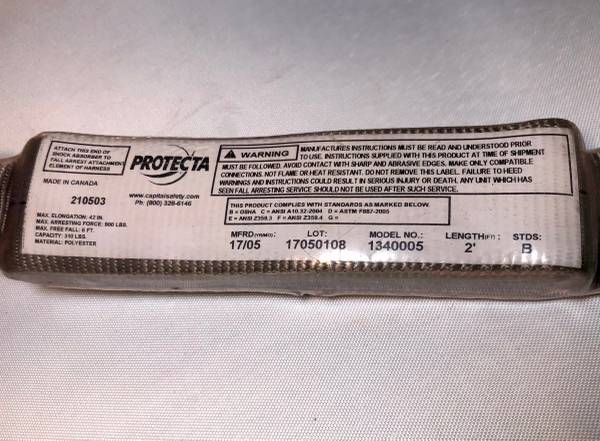 ATTACH THIS END OF
SHOCK ABSORBER TO
FALL ARREST ATTACHMENT
ELEMENT OF HARNESS
MADE IN CANADA
210503
MAX. ELONGATION: 42 IN.
MAX. ARRESTING FORCE: 900 LBS.
MAX. FREE FALL: 6 FT.
CAPACITY: 310 LBS.
MATERIAL: POLYESTER
PROTECTA
www.capitalsafety.com
Ph: (800) 328-6146
WARNING
MANUFACTURES INSTRUCTIONS MUST BE READ AND UNDERSTOOD PRIOR
TO USE. INSTRUCTIONS SUPPLIED WITH THIS PRODUCT AT TIME OF SHIPMENT
MUST BE FOLLOWED. AVOID CONTACT WITH SHARP AND ABRASIVE EDGES. MAKE ONLY COMPATIBLE
CONNECTIONS. NOT FLAME OR HEAT RESISTANT. DO NOT REMOVE THIS LABEL. FAILURE TO HEED
WARNINGS AND INSTRUCTIONS COULD RESULT IN SERIOUS INJURY OR DEATH. ANY UNIT WHICH HAS
SEEN FALL ARRESTING SERVICE SHOULD NOT BE USED AFTER SUCH SERVICE.
THIS PRODUCT COMPLIES WITH STANDARDS AS MARKED BELOW.
B = OSHA C = ANSI A10.32-2004 D = ASTM F887-2005
E = ANSI Z359.3 F = ANSI Z359.4 G =
MFRD(YR/MO): LOT: MODEL NO.: LENGTH(FT): STDS:
17/05 17050108 1340005 2' B